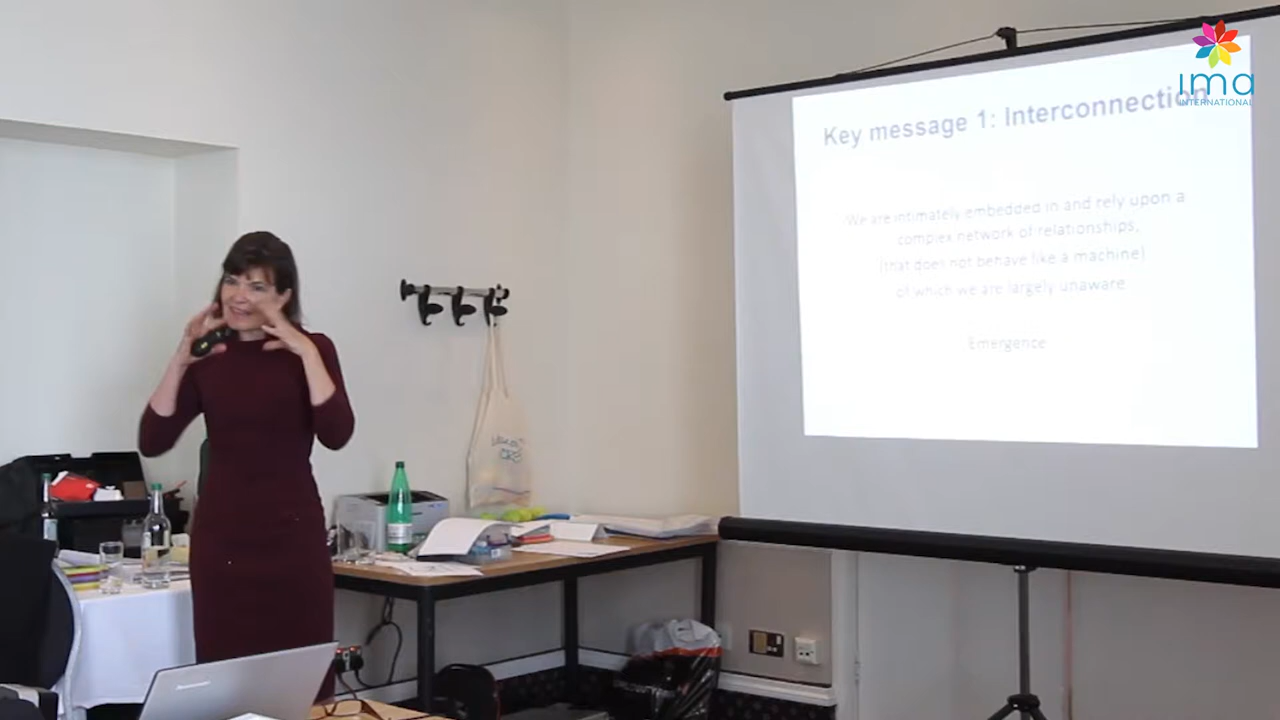 ima
INTERNATIONAL
Key message 1: Interconnection
We are intimately embedded in and rely upon a
complex network of relationships,
(that does not behave like a machine)
of which we are largely unaware
Emergence